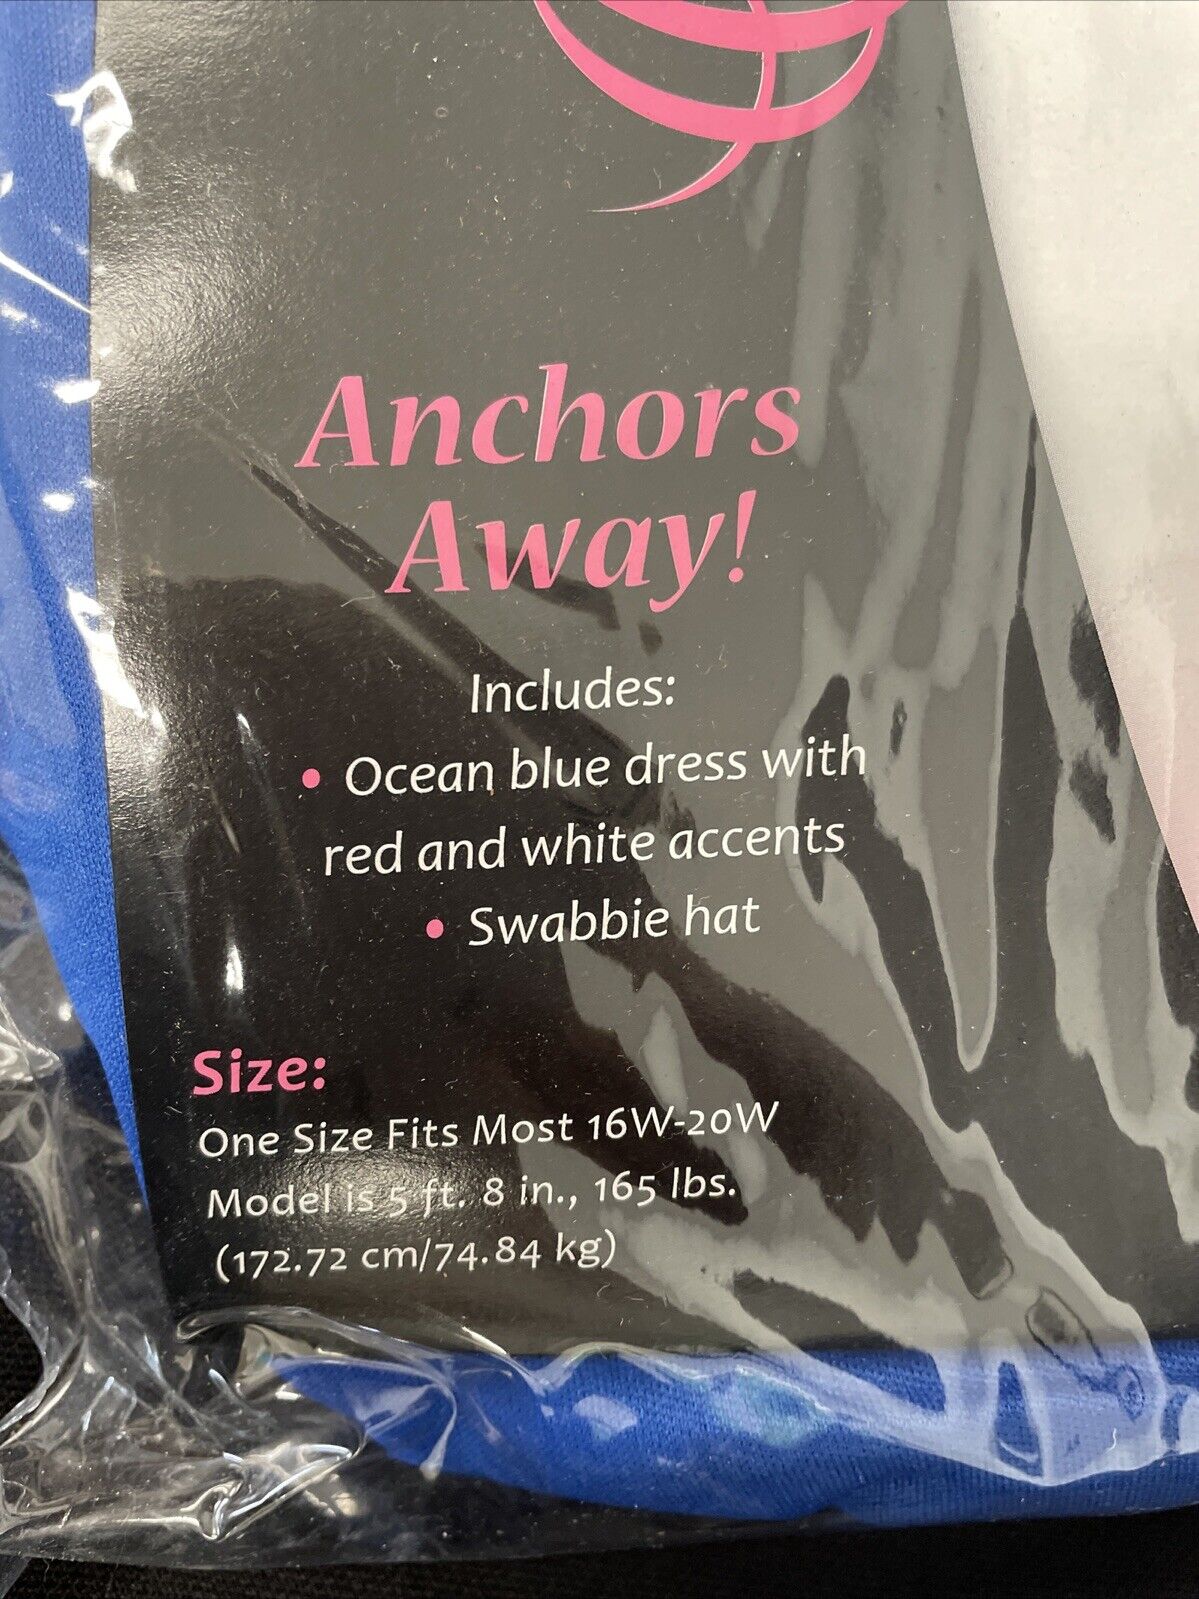 Anchors
Away!
Includes:
• Ocean blue dress with
red and white accents
• Swabbie hat
Size:
One Size Fits Most 16W-20W
Model is 5 ft. 8 in., 165 lbs.
(172.72 cm/74.84 kg)